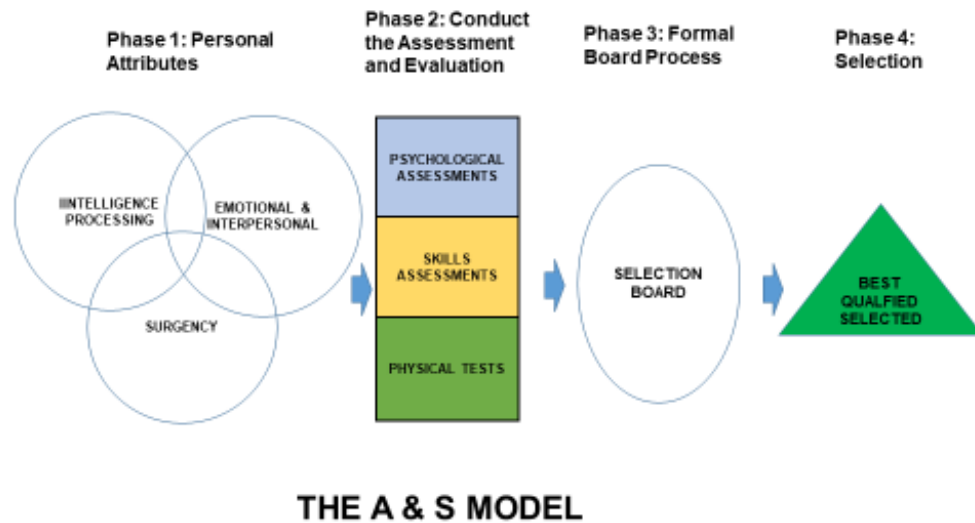 Phase 1: Personal
Attributes
Phase 2: Conduct
the Assessment
and Evaluation
Phase 3: Formal
Board Process
Phase 4:
Selection
IINTELLIGENCE
PROCESSING
EMOTIONAL &
INTERPERSONAL
SURGENCY
PSYCHOLOGICAL
ASSESSMENTS
SKILLS
ASSESSMENTS
PHYSICAL TESTS
SELECTION
BOARD
BEST
QUALFIED
SELECTED
THE A & S MODEL